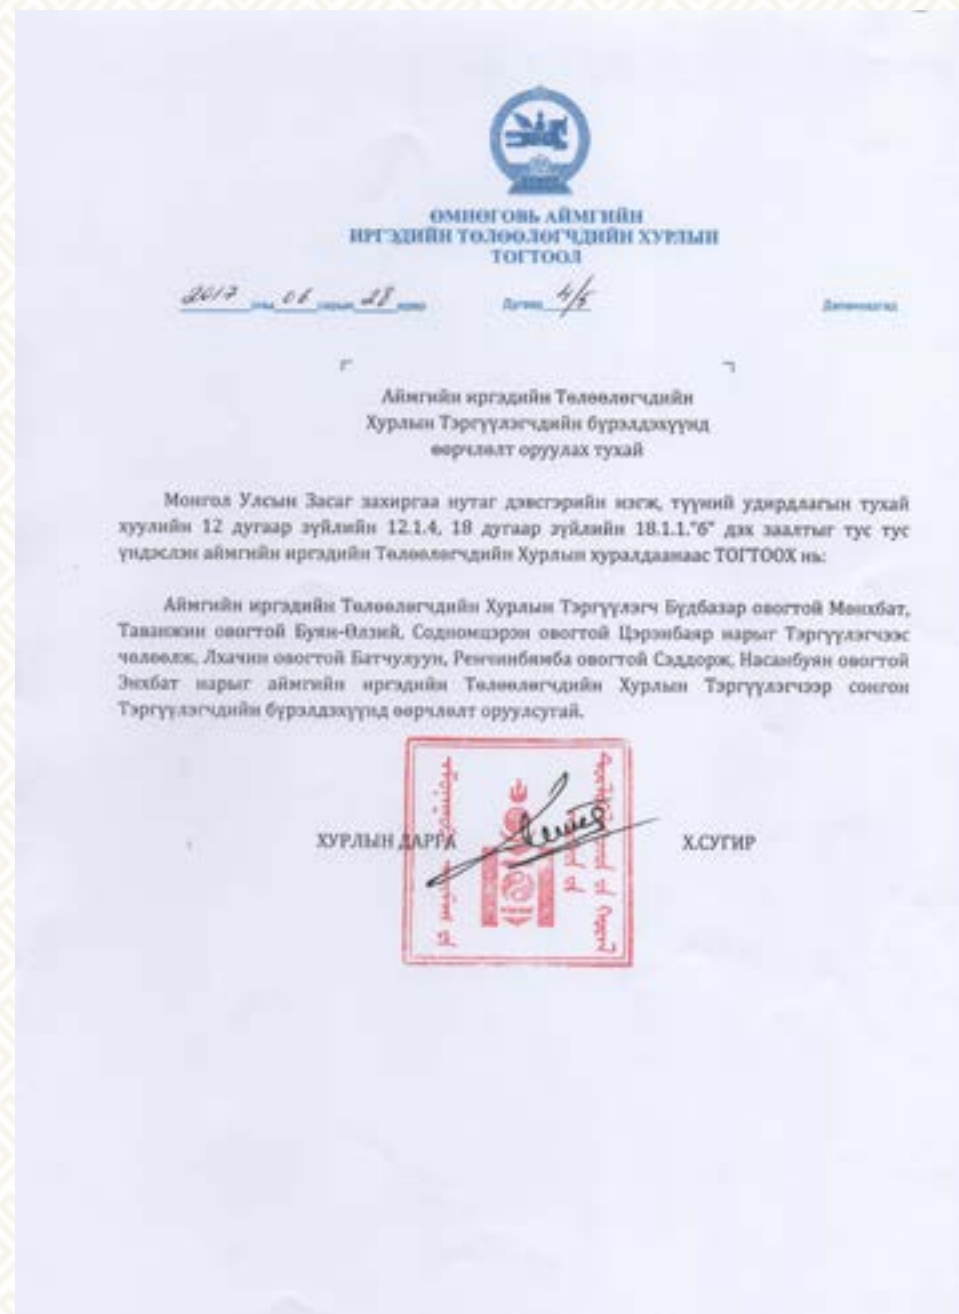 ӨМНӨГОВЬ АЙМГИЙН
ИРГЭДИЙН ТӨЛӨӨЛӨГЧДИЙН ХУРЛЫН
ТОГТООЛ
2017 оны 06 сарын 28 өдөр Дугаар 4/5 Даланзадгад
Аймгийн иргэдийн Төлөөлөгчдийн
Хурлын Тэргүүлэгчдийн бүрэлдэхүүнд
өөрчлөлт оруулах тухай
Монгол Улсын Засаг захиргаа нутаг дэвсгэрийн нэгж, түүний удирдлагын тухай
хуулийн 12 дугаар зүйлийн 12.1.4, 18 дугаар зүйлийн 18.1.1."б" дэх заалтыг тус тус
үндэслэн аймгийн иргэдийн Төлөөлөгчдийн Хурлын хуралдаанаас ТОГТООХ нь:
Аймгийн иргэдийн Төлөөлөгчдийн Хурлын Тэргүүлэгч Будбазар овогтой Мөнхбат,
Таванжин овогтой Буян-Өлзий, Содномцэрэн овогтой Цэрэнбаяр нарыг Тэргүүлэгчээс
чөлөөлж, Лхачин овогтой Батчулуун, Ренчинбямба овогтой Сэддорж, Насанбуян овогтой
Энхбат нарыг аймгийн иргэдийн Төлөөлөгчдийн Хурлын Тэргүүлэгчээр сонгон
Тэргүүлэгчдийн бүрэлдэхүүнд өөрчлөлт оруулсугай.
ХУРЛЫН ДАРГА Х.СУГИР